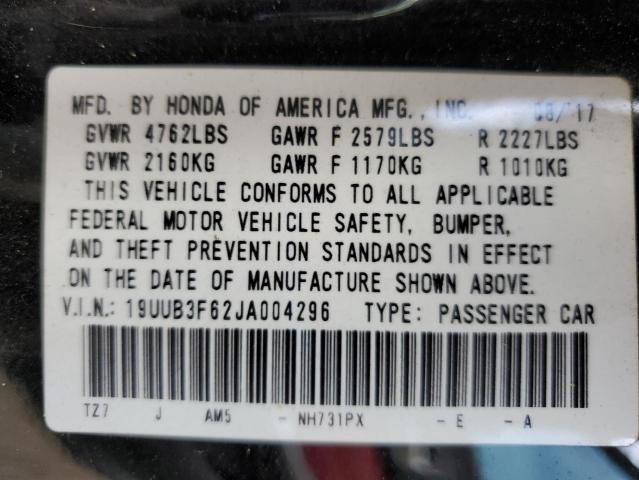 MFD. BY HONDA OF AMERICA MFG., INC. 08/'17
GVWR 4762LBS GAWR F 2579LBS R 2227LBS
GVWR 2160KG GAWR F 1170KG R 1010KG
THIS VEHICLE CONFORMS TO ALL APPLICABLE
FEDERAL MOTOR VEHICLE SAFETY, BUMPER,
AND THEFT PREVENTION STANDARDS IN EFFECT
ON THE DATE OF MANUFACTURE SHOWN ABOVE.
V.I.N.: 19UUB3F62JA004296 TYPE: PASSENGER CAR
TZ7 J AM5 - NH731PX - E - A